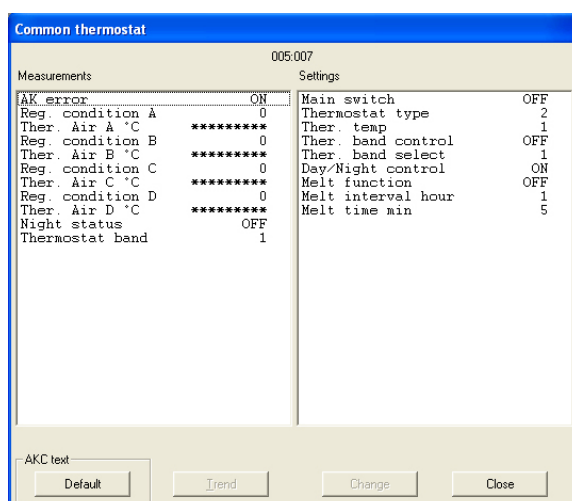 Common thermostat
005:007
Measurements
Settings
AK error ON
Reg. condition A 0
Ther. Air A °C *********
Reg. condition B 0
Ther. Air B °C *********
Reg. condition C 0
Ther. Air C °C *********
Reg. condition D 0
Ther. Air D °C *********
Night status OFF
Thermostat band 1
Main switch OFF
Thermostat type 2
Ther. temp 1
Ther. band control OFF
Ther. band select 1
Day/Night control ON
Melt function OFF
Melt interval hour 1
Melt time min 5
AKC text
Default
Trend
Change
Close